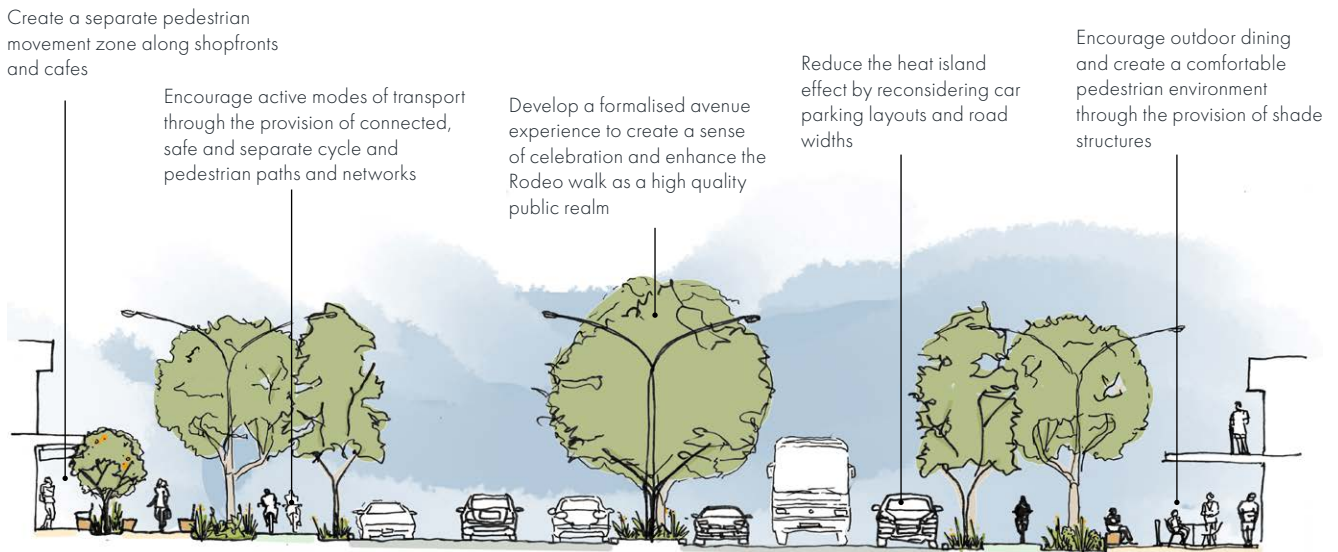 Create a separate pedestrian
movement zone along shopfronts
and cafes
Encourage active modes of transport
through the provision of connected,
safe and separate cycle and
pedestrian paths and networks
Develop a formalised avenue
experience to create a sense
of celebration and enhance the
Rodeo walk as a high quality
public realm
Reduce the heat island
effect by reconsidering car
parking layouts and road
widths
Encourage outdoor dining
and create a comfortable
pedestrian environment
through the provision of shade
structures